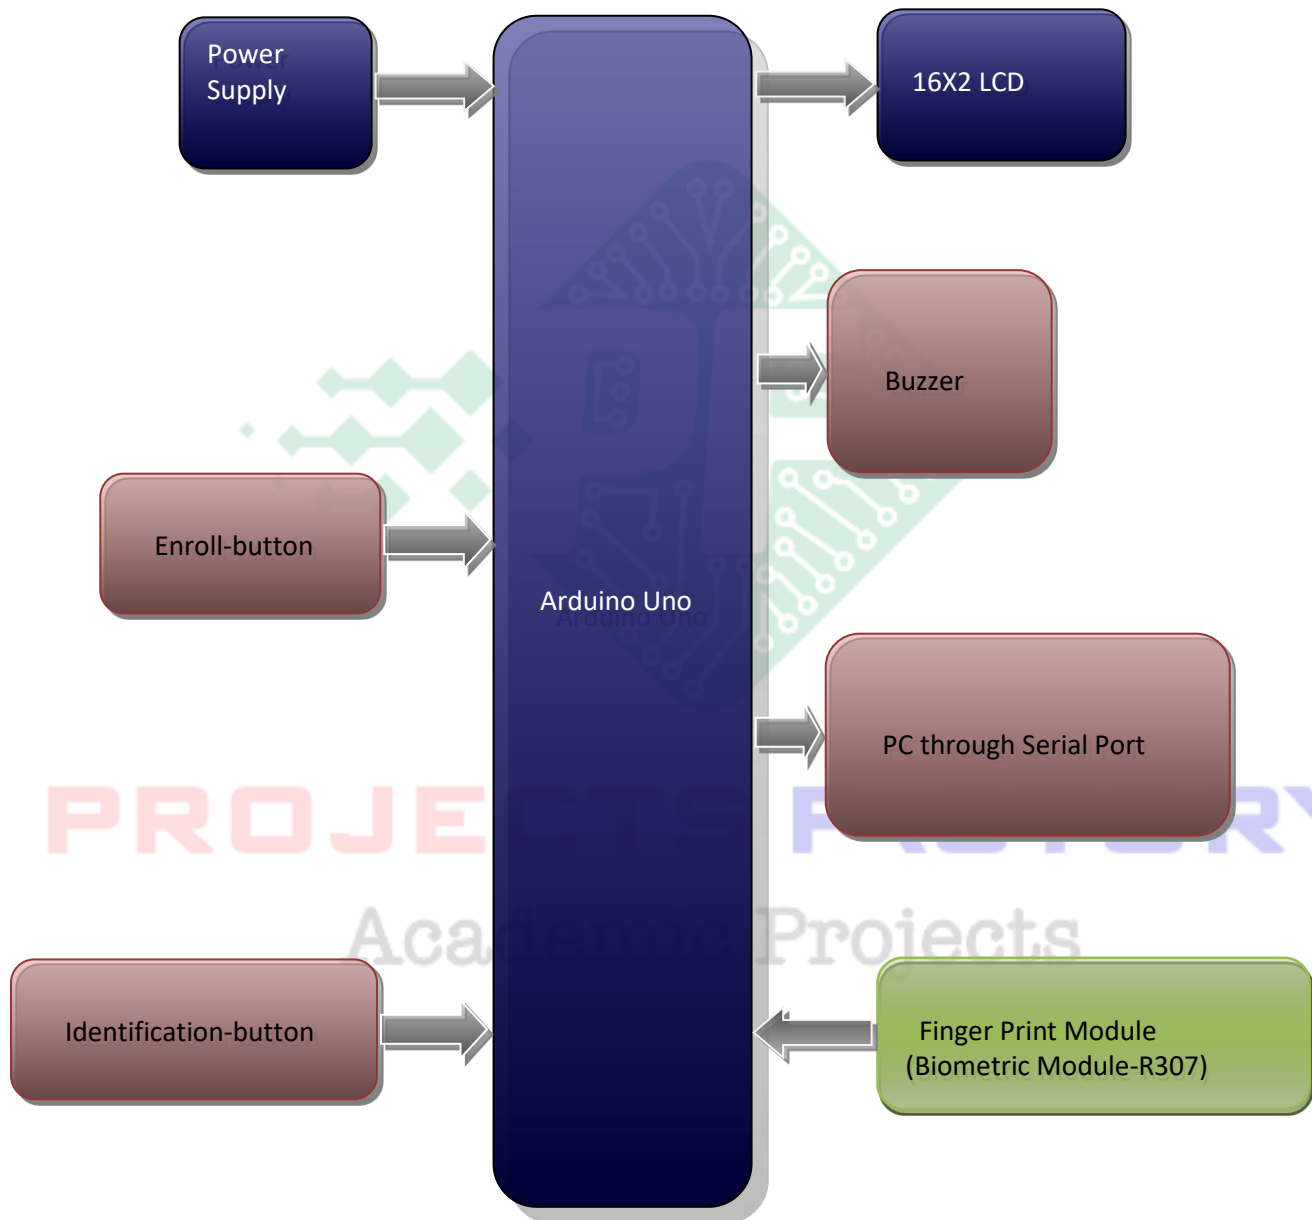 Power
Supply
16X2 LCD
Buzzer
Enroll-button
Arduino Uno
PC through Serial Port
PROJECTS FACTORY
Academic Projects
Identification-button
Finger Print Module
(Biometric Module-R307)